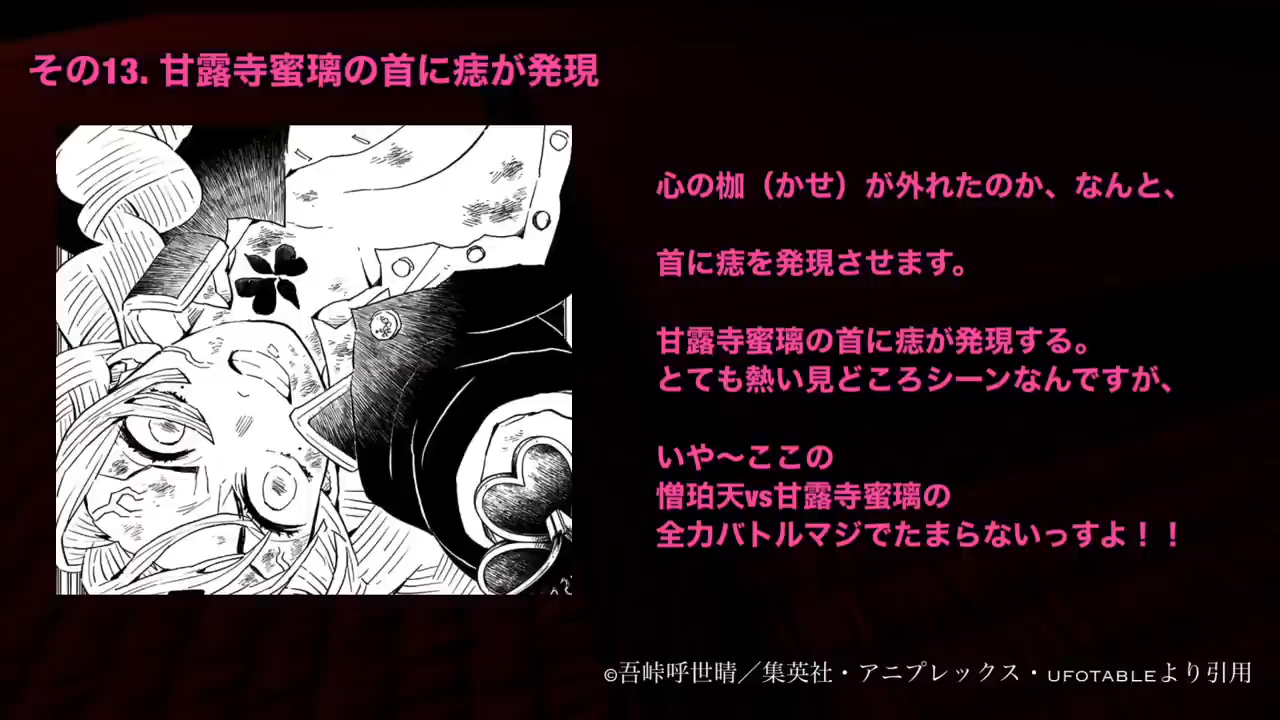 その13. 甘露寺蜜璃の首に痣が発現
心の枷（かせ）が外れたのか、なんと、
首に痣を発現させます。
甘露寺蜜璃の首に痣が発現する。
とても熱い見どころシーンなんですが、
いや〜ここの
憎珀天vs甘露寺蜜璃の
全力バトルマジでたまらないっすよ！！
©吾峠呼世晴／集英社・アニプレックス・UFOTABLEより引用